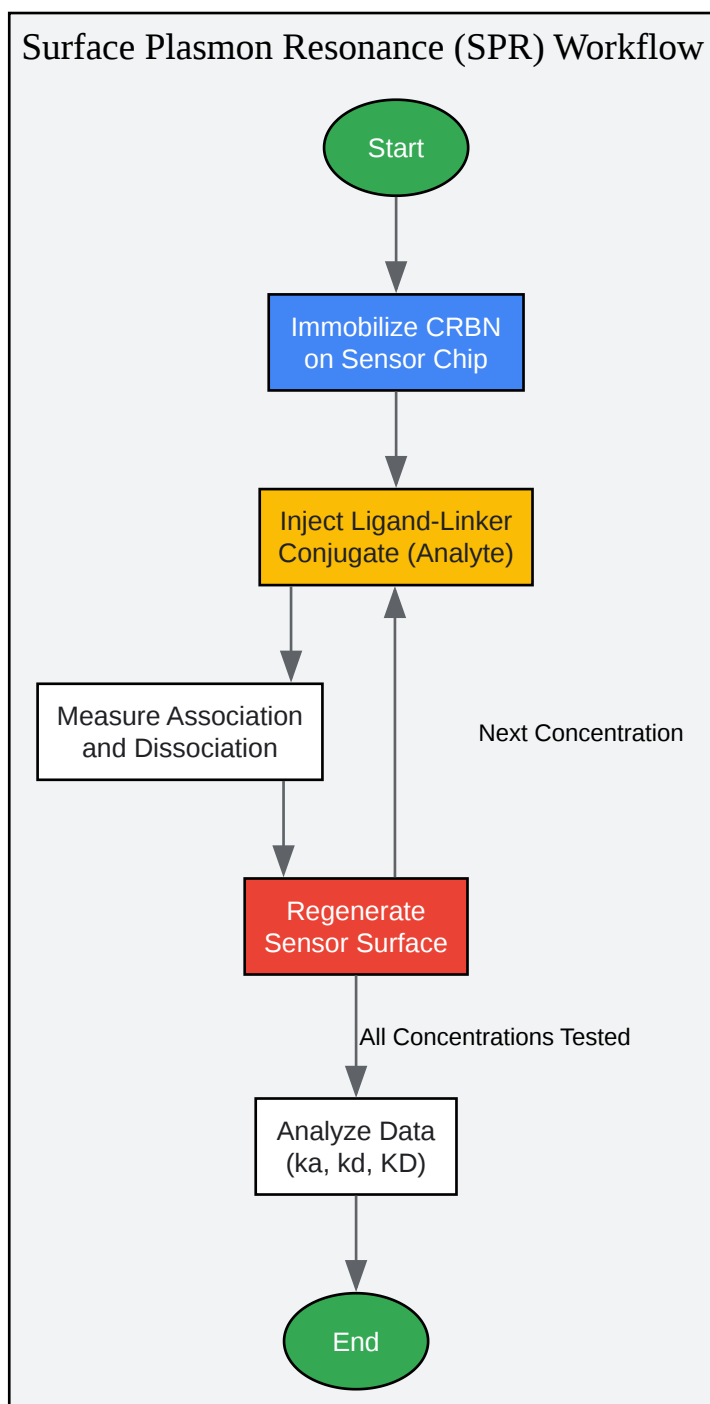 Surface Plasmon Resonance (SPR) Workflow
Start
Immobilize CRBN
on Sensor Chip
Inject Ligand-Linker
Conjugate (Analyte)
Measure Association
and Dissociation
Next Concentration
Regenerate
Sensor Surface
All Concentrations Tested
Analyze Data
(ka, kd, KD)
End